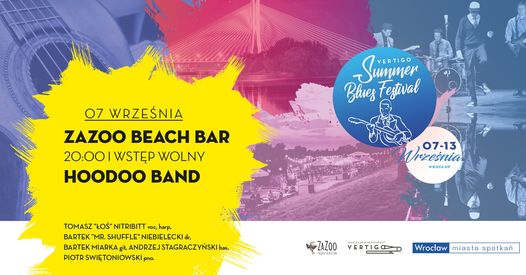 07 WRZEŚNIA
ZAZOO BEACH BAR
20:00 I WSTĘP WOLNY
HOODOO BAND
TOMASZ "ŁOŚ" NITRIBITT voc, harp,
BARTEK "MR. SHUFFLE" NIEBIELECKI dr,
BARTEK MIARKA git, ANDRZEJ STAGRACZYŃSKI bas,
PIOTR ŚWIĘTONIOWSKI pno.
VERTIGO
Summer
Blues Festival
07-13
Września
WROCŁAW
ZAZOO
VERTIGO
Wrocław miasto spotkań